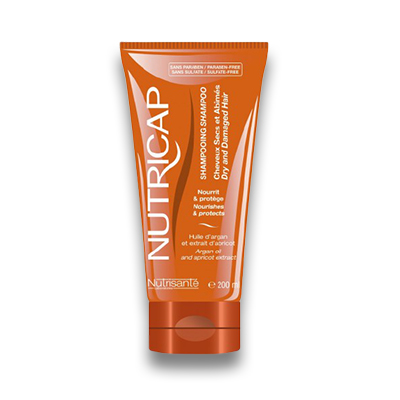 SANS PARABEN / PARABEN-FREE
SANS SULFATE / SULFATE-FREE
NUTRICAP
SHAMPOOING SHAMPOO
Cheveux Secs et Abîmés
Dry and Damaged Hair
Nourrit
& protège
Nourishes
& protects
Huile d'argan
et extrait d'abricot
Argan oil
and apricot extract
Nutrisanté
e 200 ml